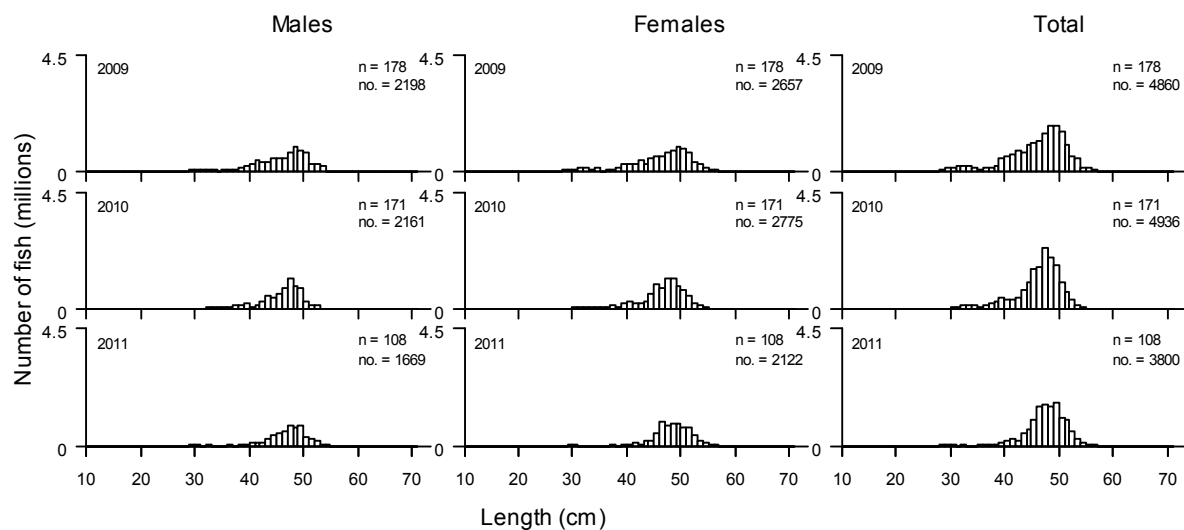 Males Females Total
4.5 4.5 4.5
2009 n = 178 2009 n = 178 2009 n = 178
no. = 2198 no. = 2657 no. = 4860
0 0 0
4.5 4.5 4.5
2010 n = 171 2010 n = 171 2010 n = 171
no. = 2161 no. = 2775 no. = 4936
0 0 0
4.5 4.5 4.5
2011 n = 108 2011 n = 108 2011 n = 108
no. = 1669 no. = 2122 no. = 3800
0 0 0
10 20 30 40 50 60 70 10 20 30 40 50 60 70 10 20 30 40 50 60 70
Number of fish (millions)
Length (cm)